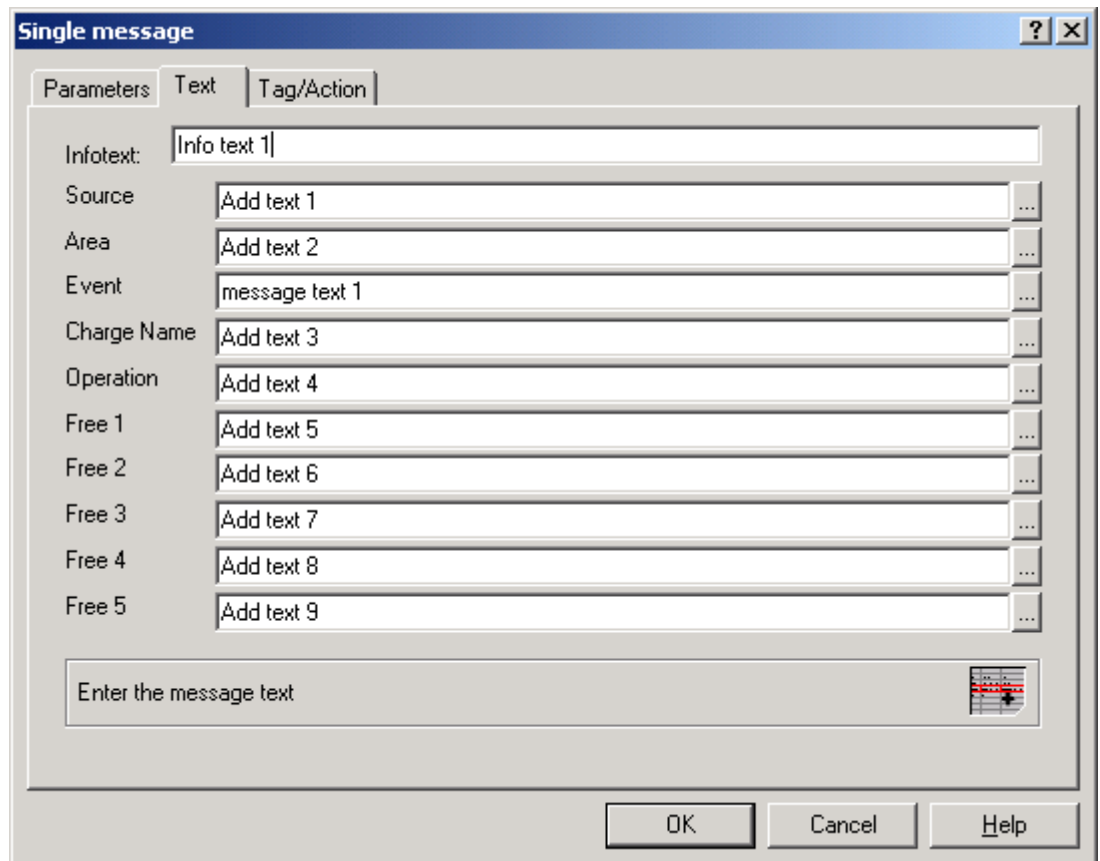 Single message
Parameters Text Tag/Action
Infotext: Info text 1
Source Add text 1 ...
Area Add text 2 ...
Event message text 1 ...
Charge Name Add text 3 ...
Operation Add text 4 ...
Free 1 Add text 5 ...
Free 2 Add text 6 ...
Free 3 Add text 7 ...
Free 4 Add text 8 ...
Free 5 Add text 9 ...
Enter the message text
OK Cancel Help